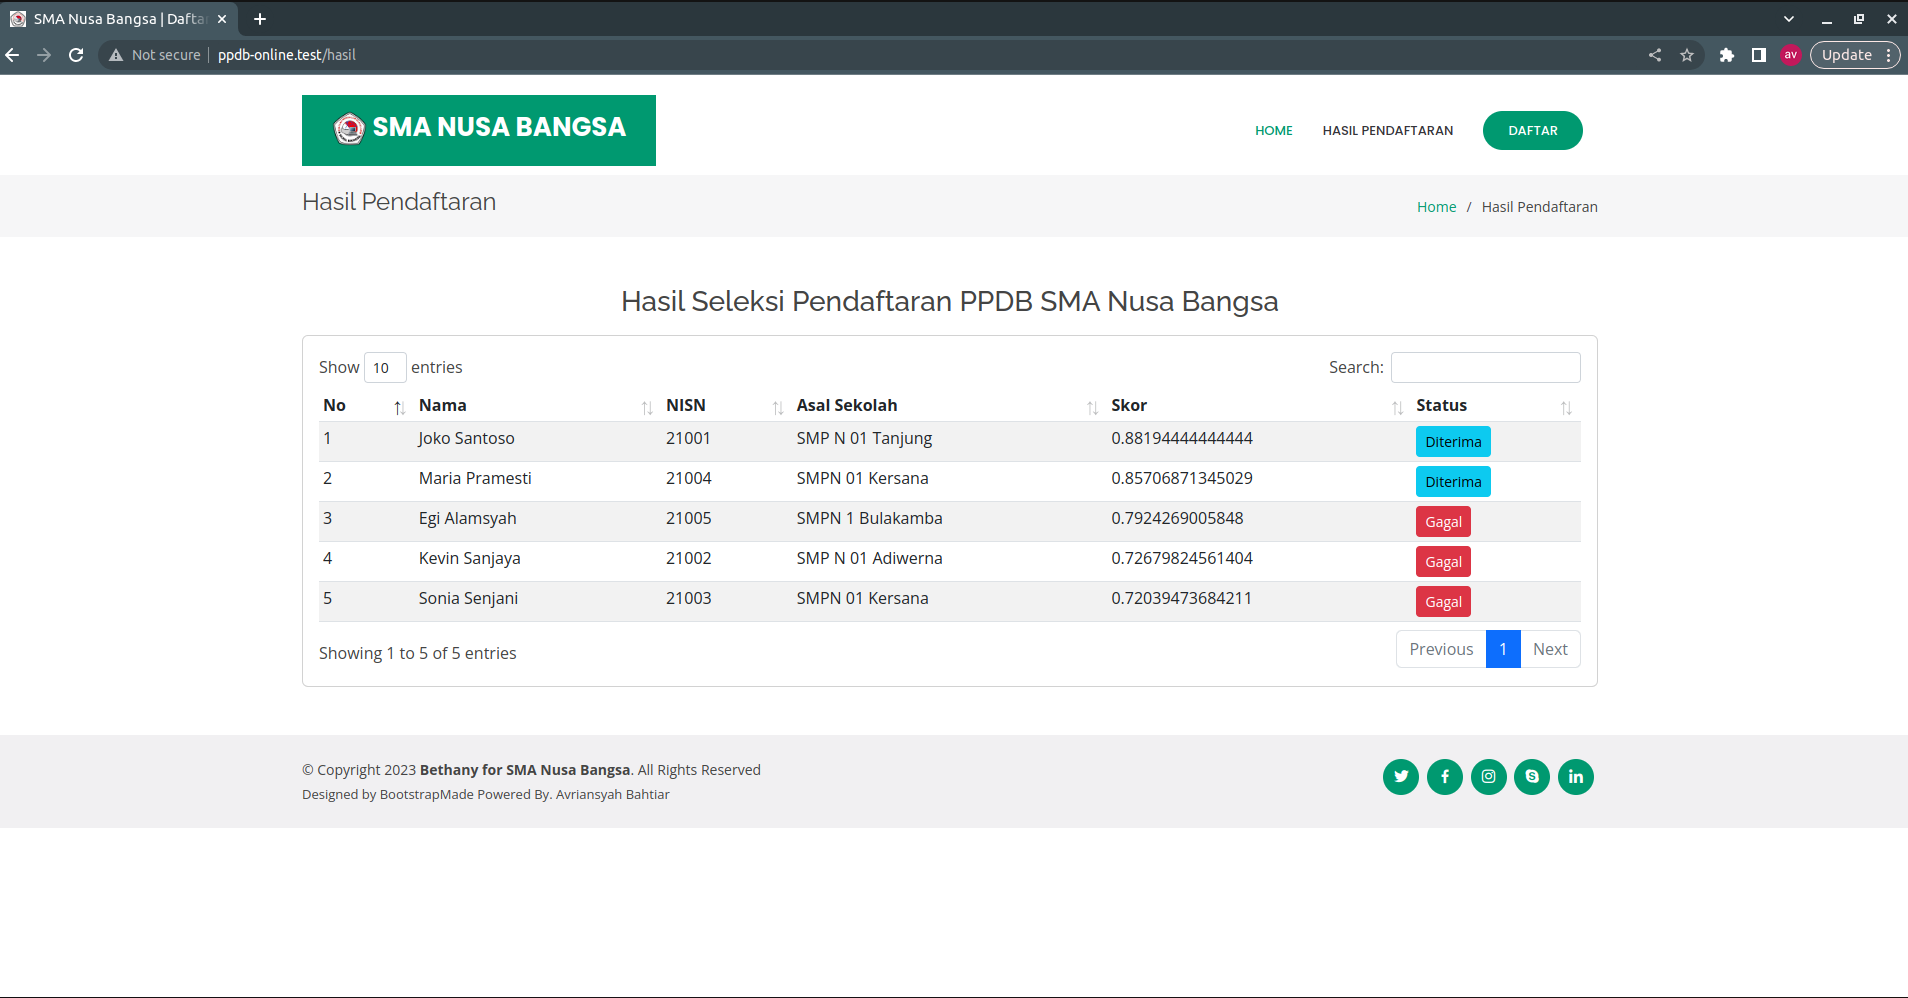 SMA Nusa Bangsa | Dafta
Not secure | ppdb-online.test/hasil
av
Update
SMA NUSA BANGSA
HOME HASIL PENDAFTARAN DAFTAR
Hasil Pendaftaran
Home / Hasil Pendaftaran
Hasil Seleksi Pendaftaran PPDB SMA Nusa Bangsa
Show 10 entries Search:
No Nama NISN Asal Sekolah Skor Status
1 Joko Santoso 21001 SMP N 01 Tanjung 0.88194444444444 Diterima
2 Maria Pramesti 21004 SMPN 01 Kersana 0.85706871345029 Diterima
3 Egi Alamsyah 21005 SMPN 1 Bulakamba 0.7924269005848 Gagal
4 Kevin Sanjaya 21002 SMP N 01 Adiwerna 0.72679824561404 Gagal
5 Sonia Senjani 21003 SMPN 01 Kersana 0.72039473684211 Gagal
Showing 1 to 5 of 5 entries
Previous 1 Next
© Copyright 2023 Bethany for SMA Nusa Bangsa. All Rights Reserved
Designed by BootstrapMade Powered By. Avriansyah Bahtiar